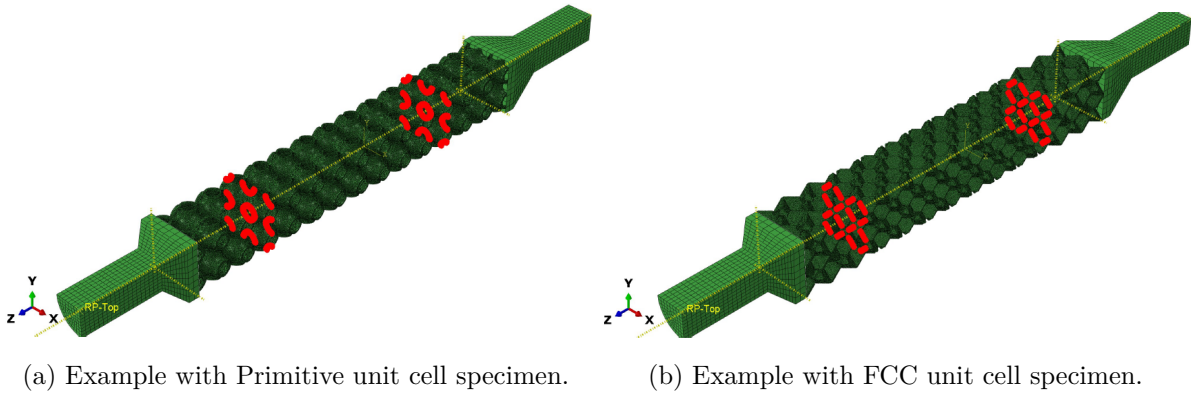 Y
Z
X
RP-Top
Y
Z
X
RP-Top
(a) Example with Primitive unit cell specimen.
(b) Example with FCC unit cell specimen.